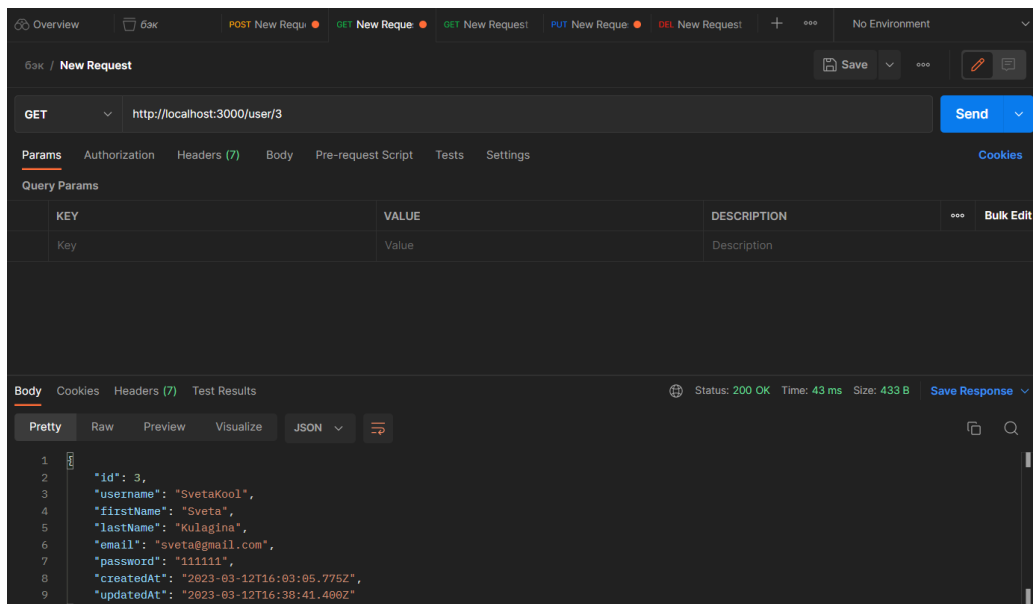 Overview бэк POST New Requ GET New Reque GET New Request PUT New Reque DEL New Request No Environment
бэк / New Request Save
GET http://localhost:3000/user/3 Send
Params Authorization Headers (7) Body Pre-request Script Tests Settings Cookies
Query Params
KEY VALUE DESCRIPTION Bulk Edit
Key Value Description
Body Cookies Headers (7) Test Results Status: 200 OK Time: 43 ms Size: 433 B Save Response
Pretty Raw Preview Visualize JSON
1 {
2 "id": 3,
3 "username": "SvetaKool",
4 "firstName": "Sveta",
5 "lastName": "Kulagina",
6 "email": "sveta@gmail.com",
7 "password": "111111",
8 "createdAt": "2023-03-12T16:03:05.775Z",
9 "updatedAt": "2023-03-12T16:38:41.400Z"